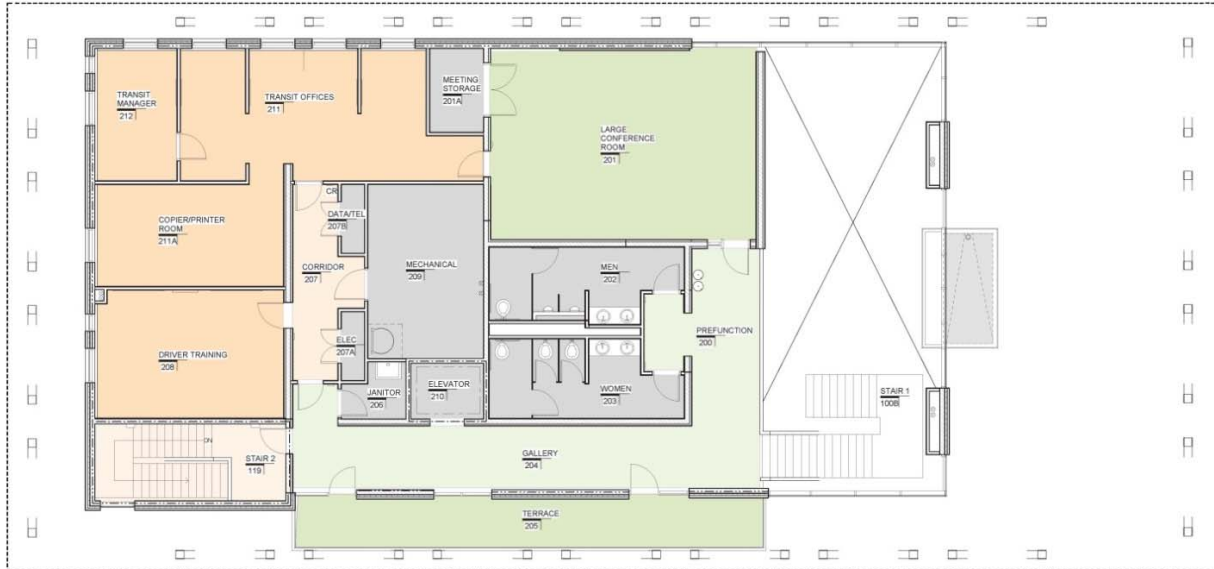 TRANSIT
MANAGER
212
TRANSIT OFFICES
211
MEETING
STORAGE
201A
LARGE
CONFERENCE
ROOM
201
COPIER/PRINTER
ROOM
211A
CR
DATA/TEL
207B
CORRIDOR
207
MECHANICAL
209
MEN
202
PREFUNCTION
200
DRIVER TRAINING
208
ELEC
207A
JANITOR
206
ELEVATOR
210
WOMEN
203
STAIR 1
100B
DN
STAIR 2
119
GALLERY
204
TERRACE
205